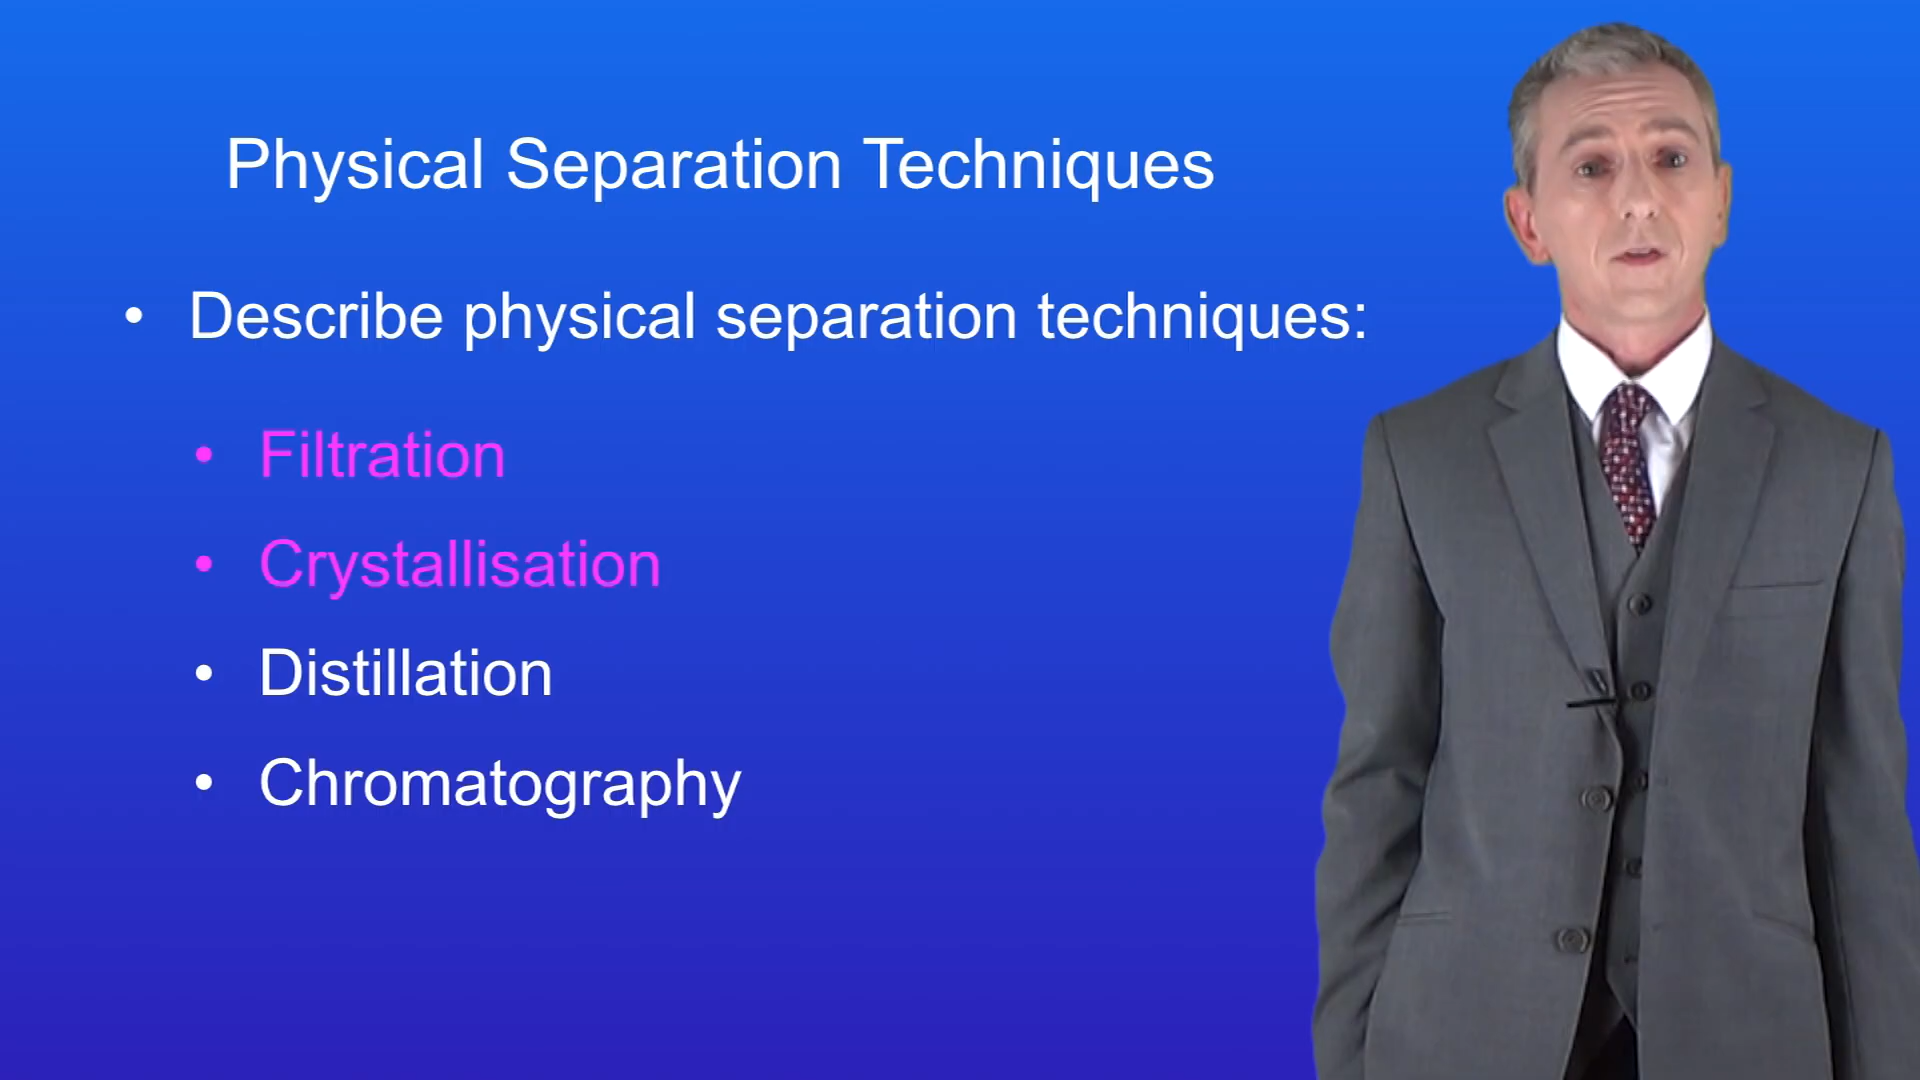 Physical Separation Techniques
• Describe physical separation techniques:
• Filtration
• Crystallisation
• Distillation
• Chromatography